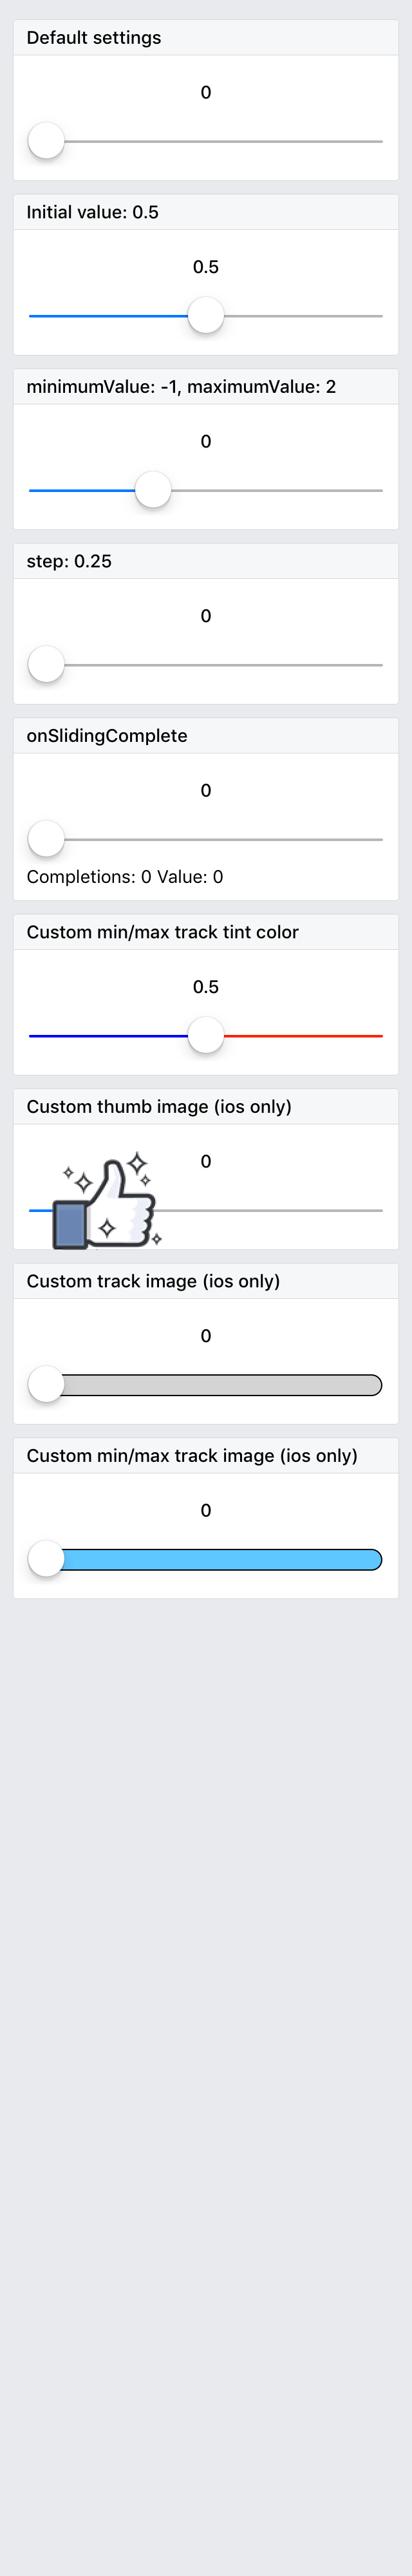 Default settings
0
Initial value: 0.5
0.5
minimumValue: -1, maximumValue: 2
0
step: 0.25
0
onSlidingComplete
0
Completions: 0 Value: 0
Custom min/max track tint color
0.5
Custom thumb image (ios only)
0
Custom track image (ios only)
0
Custom min/max track image (ios only)
0